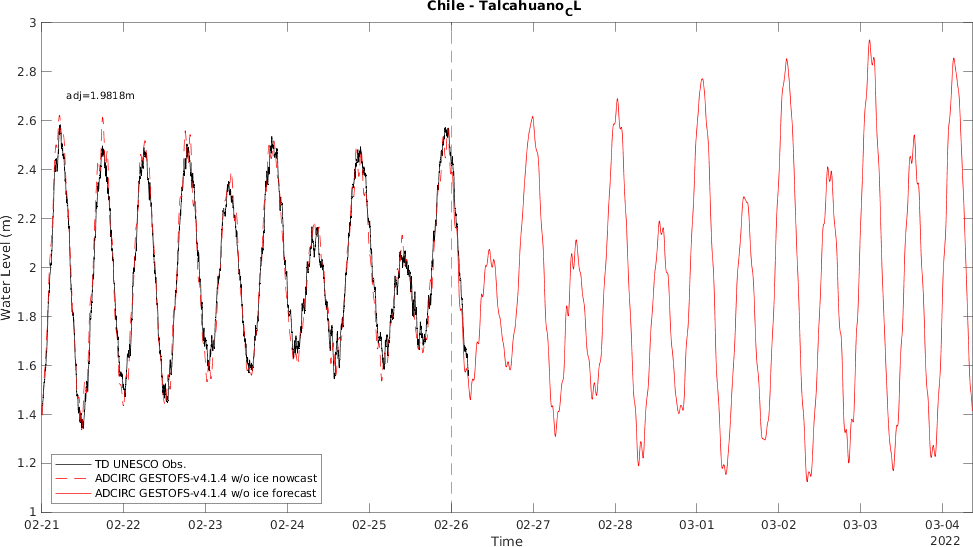 Chile - Talcahuano_CL
3
2.8
2.6
2.4
2.2
2
1.8
1.6
1.4
1.2
1
Water Level (m)
adj=1.9818m
TD UNESCO Obs.
ADCIRC GESTOFS-v4.1.4 w/o ice nowcast
ADCIRC GESTOFS-v4.1.4 w/o ice forecast
02-21 02-22 02-23 02-24 02-25 02-26 02-27 02-28 03-01 03-02 03-03 03-04
Time
2022